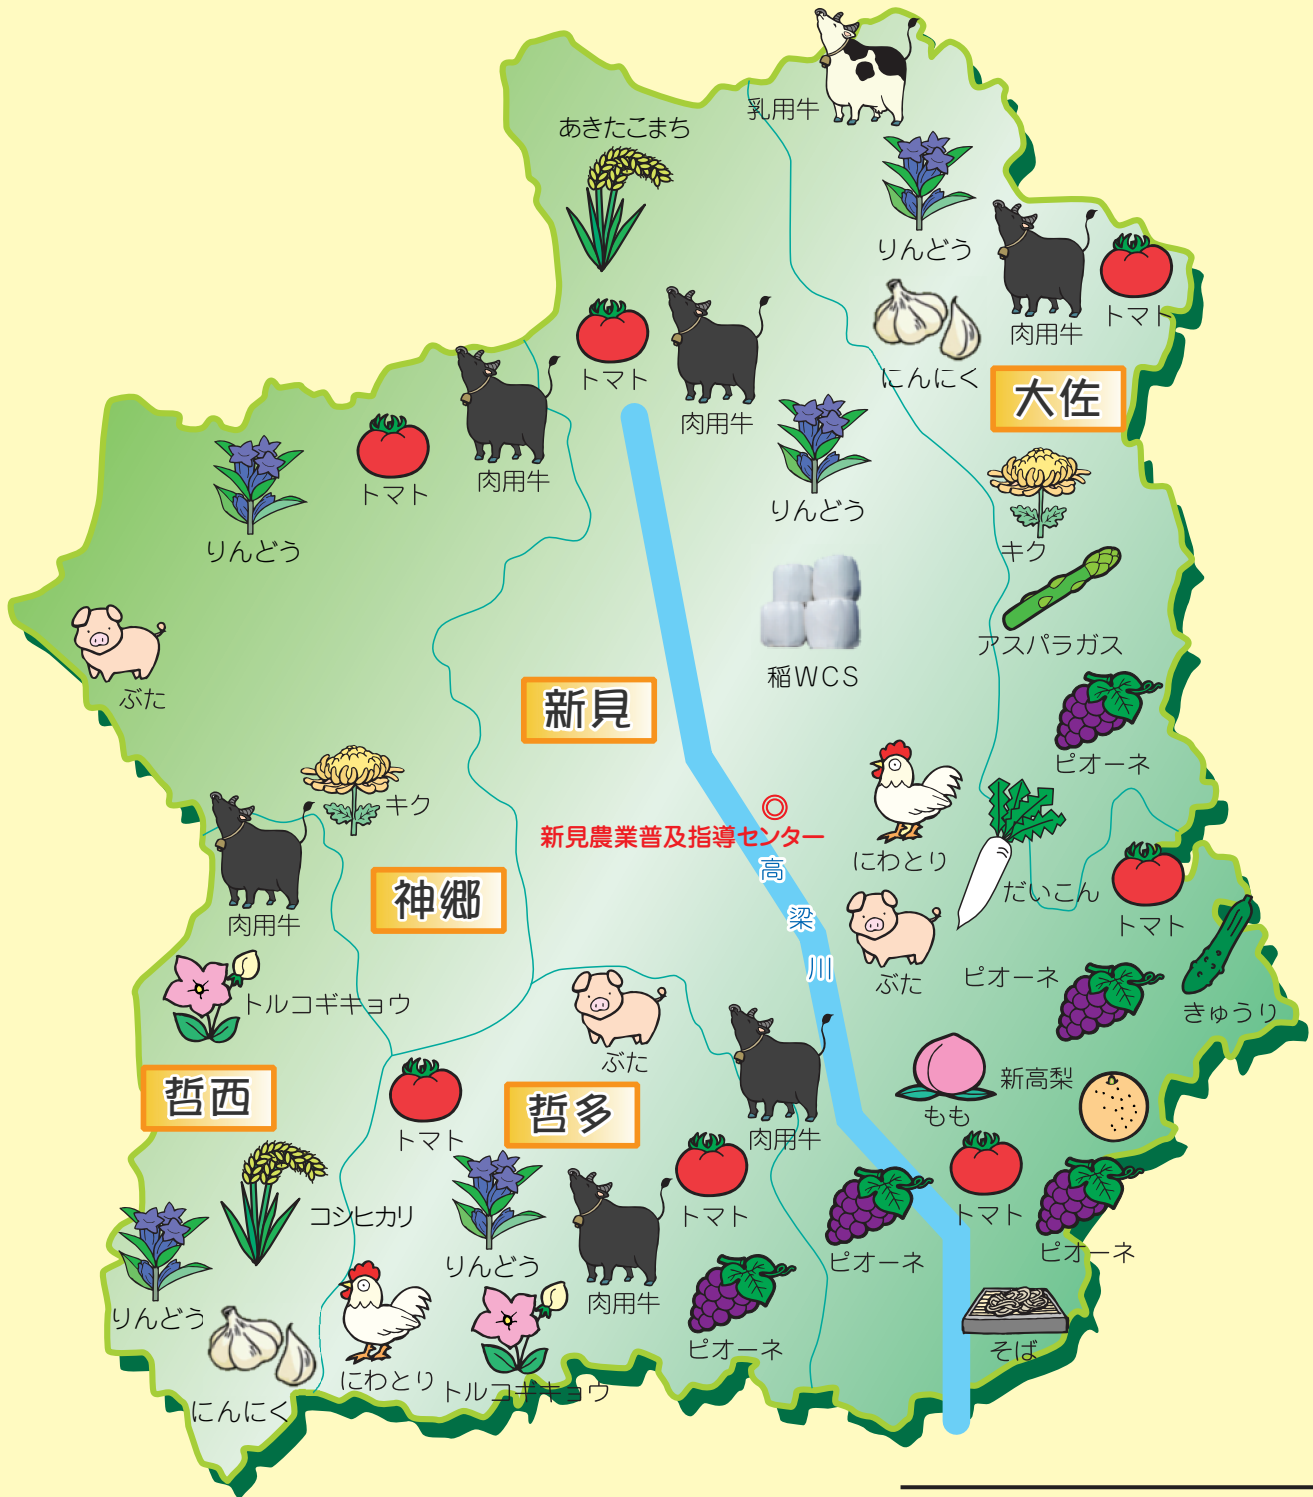 乳用牛
あきたこまち
りんどう
肉用牛
トマト
にんにく
大佐
トマト
肉用牛
肉用牛
トマト
りんどう
りんどう
キク
アスパラガス
稲WCS
ぶた
新見
ピオーネ
キク
新見農業普及指導センター
高梁川
にわとり
だいこん
トマト
神郷
肉用牛
ぶた
ピオーネ
きゅうり
トルコギキョウ
ぶた
哲西
トマト
哲多
肉用牛
もも
新高梨
コシヒカリ
りんどう
トマト
トマト
ピオーネ
ピオーネ
りんどう
肉用牛
ピオーネ
そば
にんにく
にわとり
トルコギキョウ